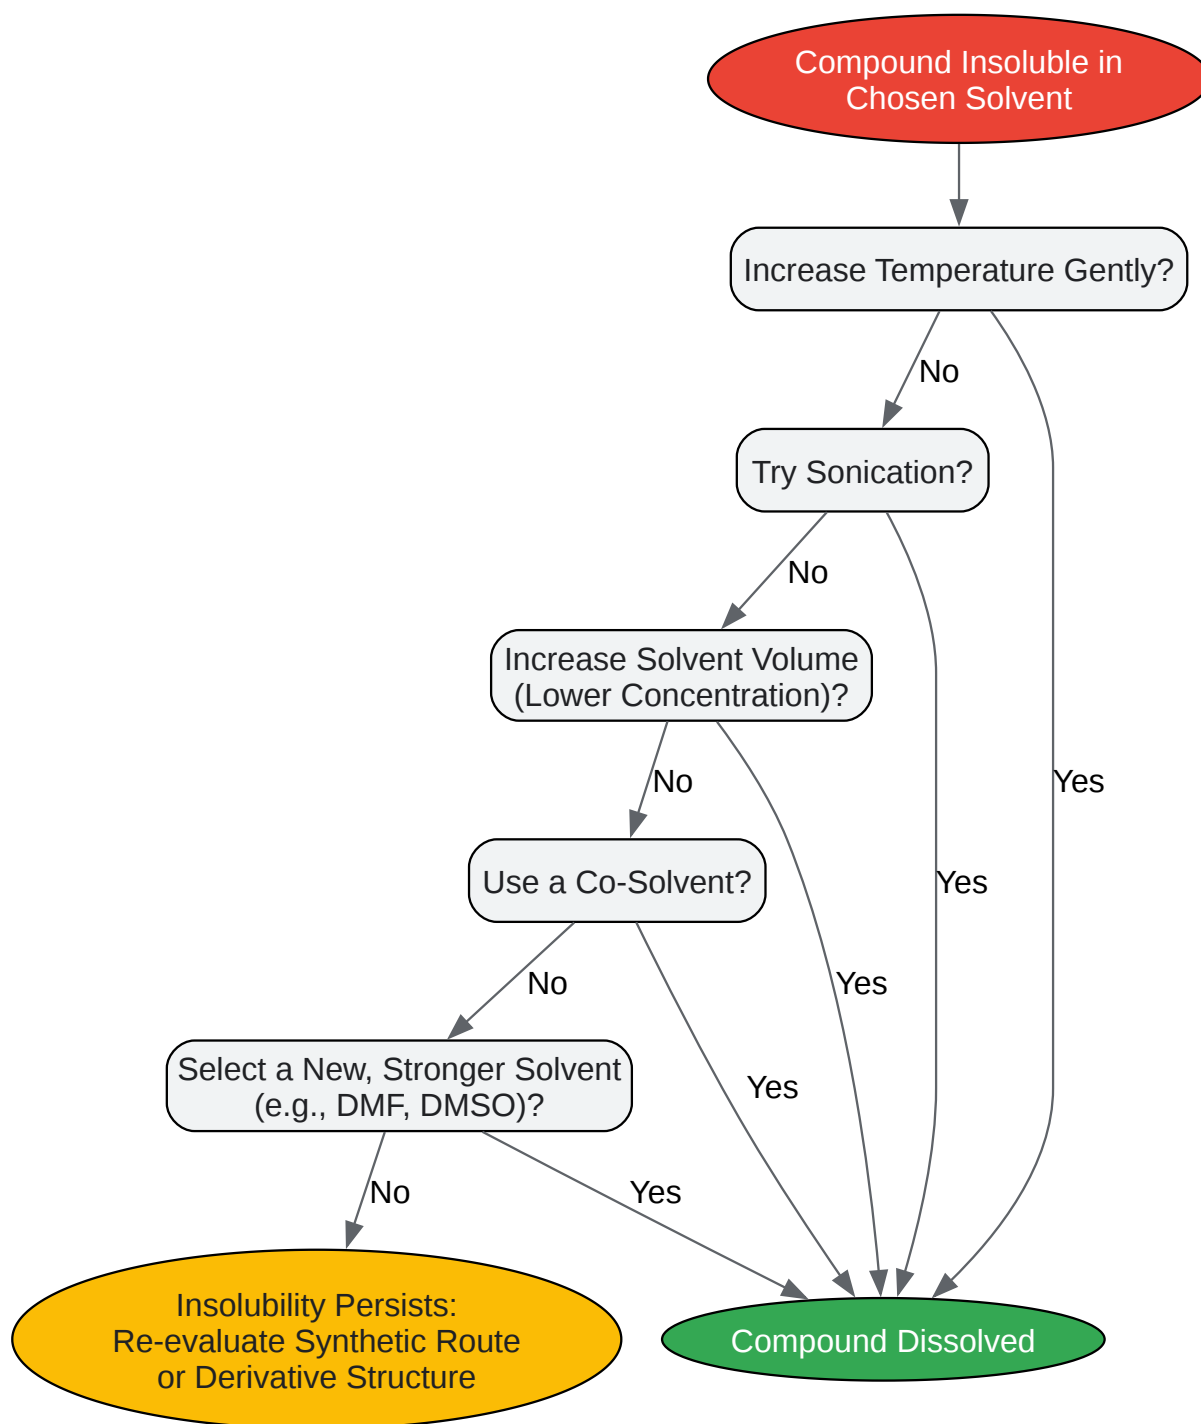 Compound Insoluble in
Chosen Solvent
Increase Temperature Gently?
No
Try Sonication?
No
Increase Solvent Volume
(Lower Concentration)?
No
Yes
Use a Co-Solvent?
Yes
No
Yes
Select a New, Stronger Solvent
(e.g., DMF, DMSO)?
Yes
No
Yes
Insolubility Persists:
Re-evaluate Synthetic Route
or Derivative Structure
Compound Dissolved